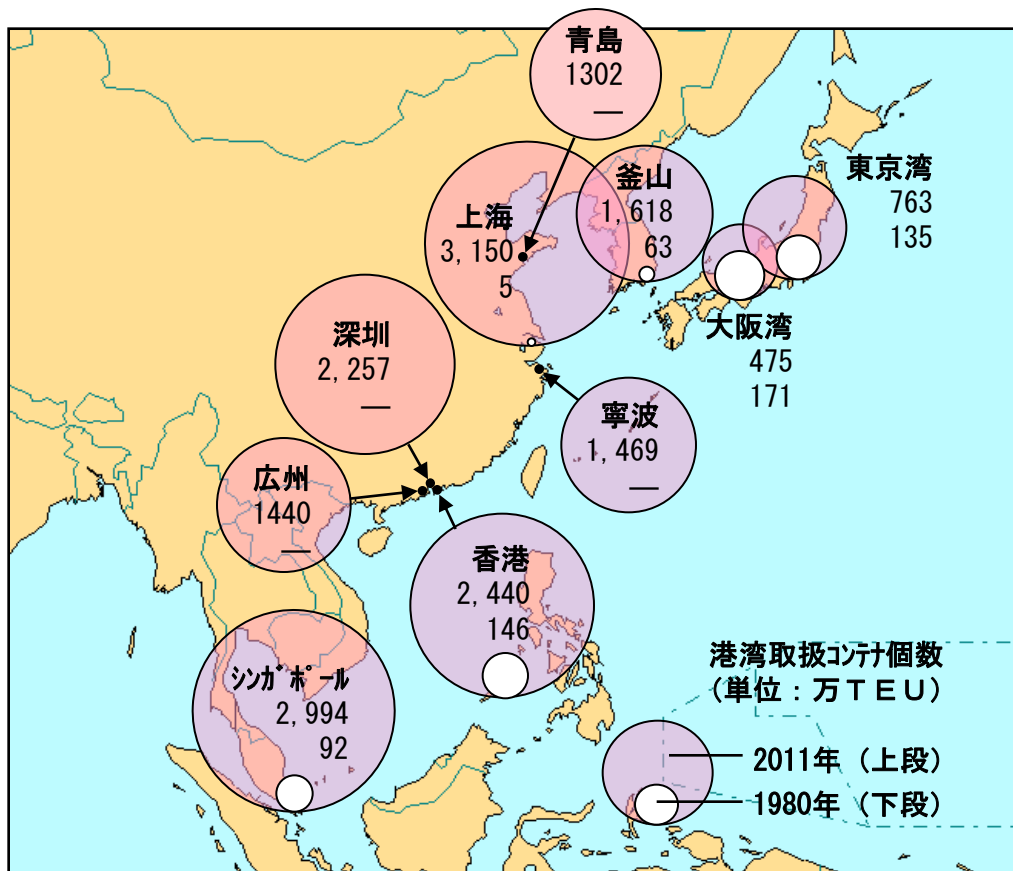 青島
1302
―
釜山
1,618
63
東京湾
763
135
上海
3,150
5
大阪湾
475
171
深圳
2,257
―
寧波
1,469
―
広州
1440
―
香港
2,440
146
ｼﾝｶﾞﾎﾟｰﾙ
2,994
92
港湾取扱ｺﾝﾃﾅ個数
(単位：万ＴＥＵ)
2011年（上段）
1980年（下段）